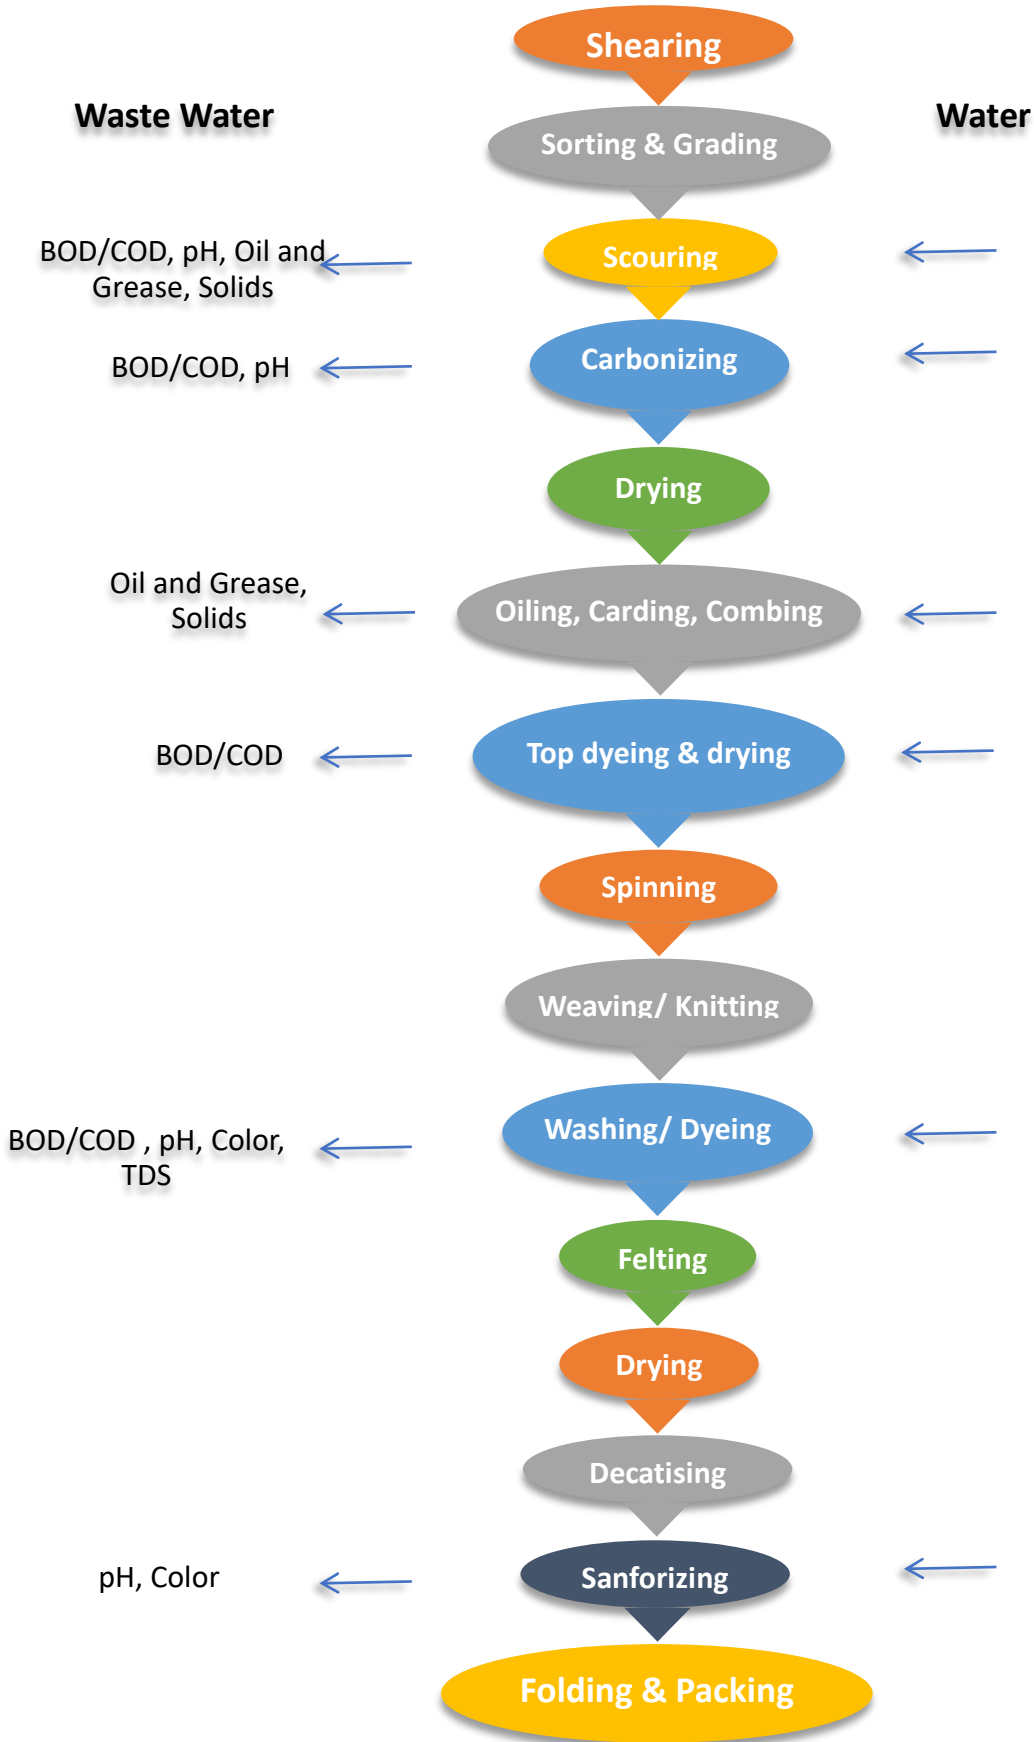 Shearing
Waste Water
Water
Sorting & Grading
BOD/COD, pH, Oil and
Grease, Solids
Scouring
BOD/COD, pH
Carbonizing
Drying
Oil and Grease,
Solids
Oiling, Carding, Combing
BOD/COD
Top dyeing & drying
Spinning
Weaving/ Knitting
BOD/COD , pH, Color,
TDS
Washing/ Dyeing
Felting
Drying
Decatising
pH, Color
Sanforizing
Folding & Packing